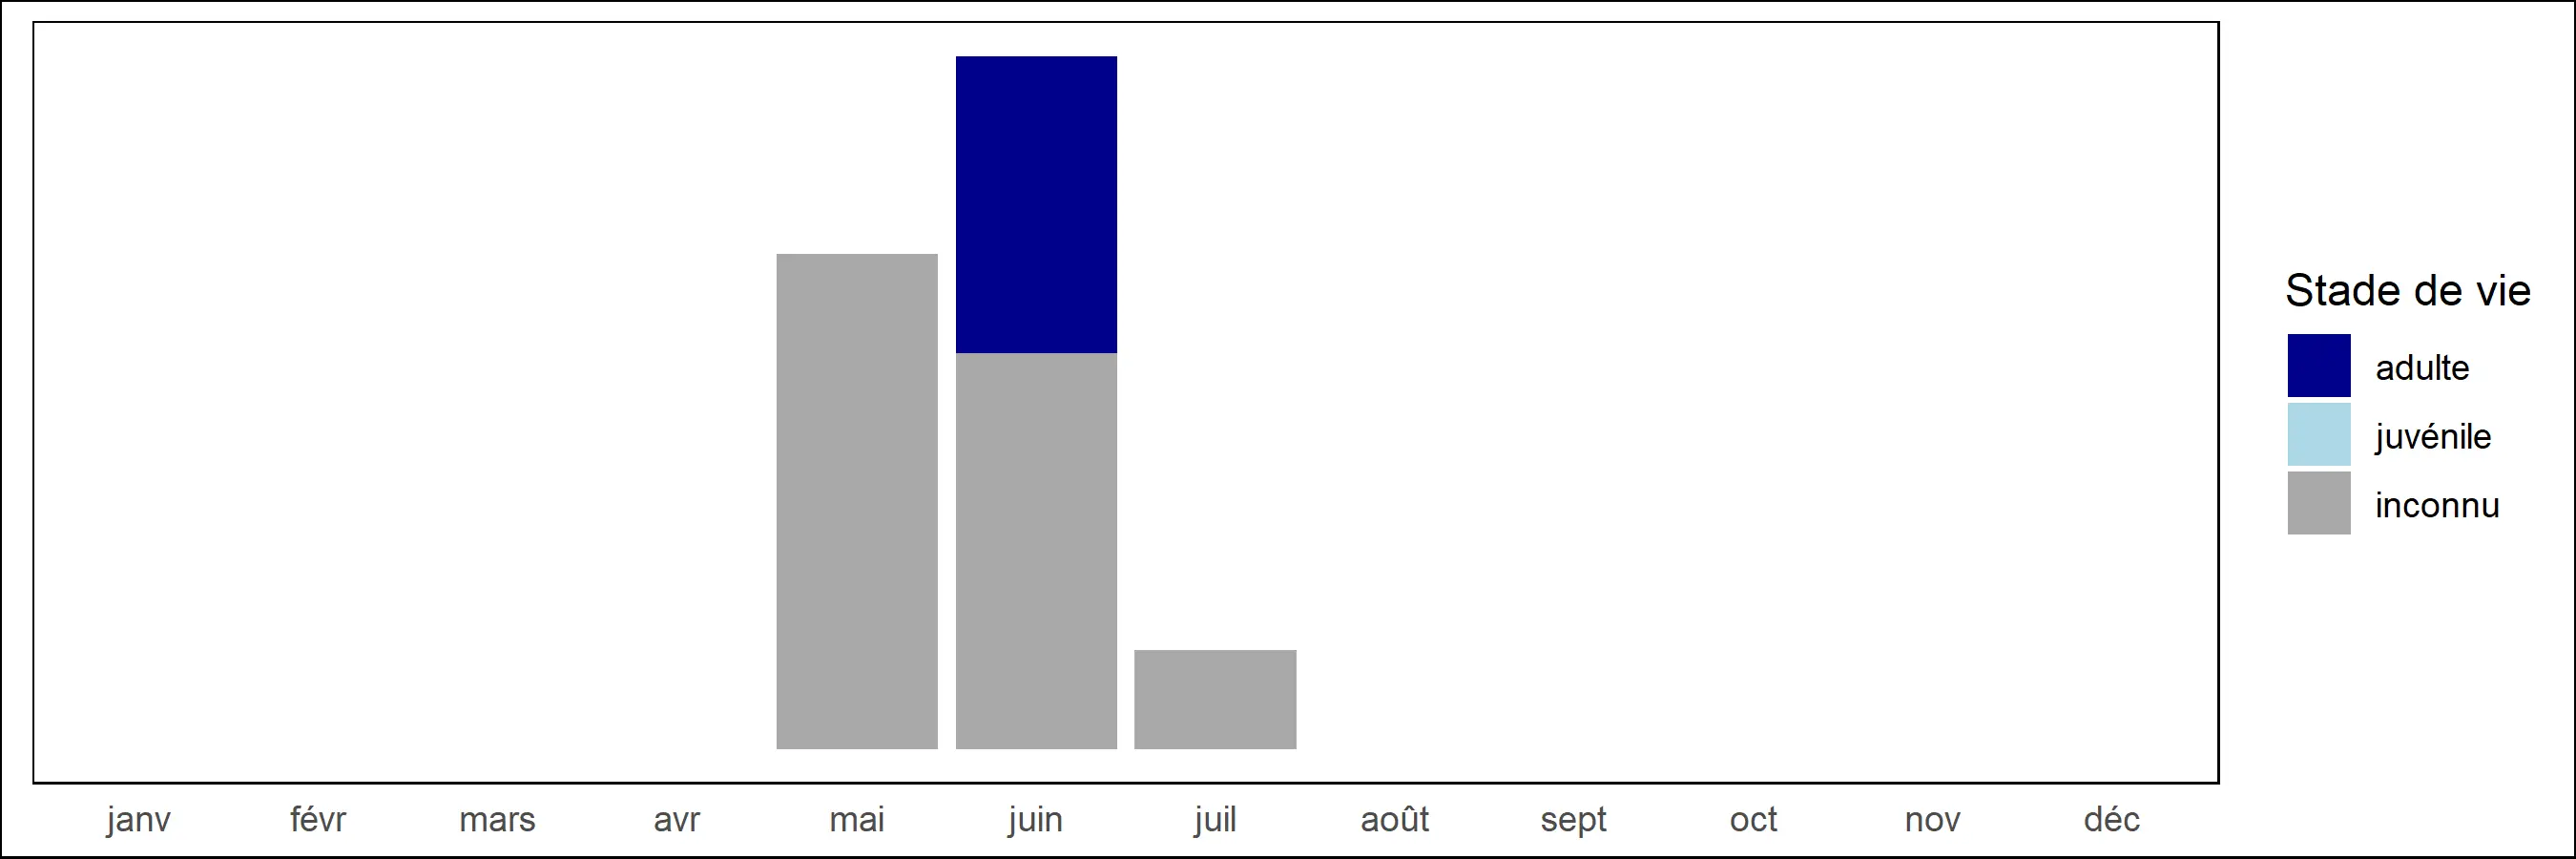 Stade de vie
adulte
juvénile
inconnu
janv févr mars avr mai juin juil août sept oct nov déc